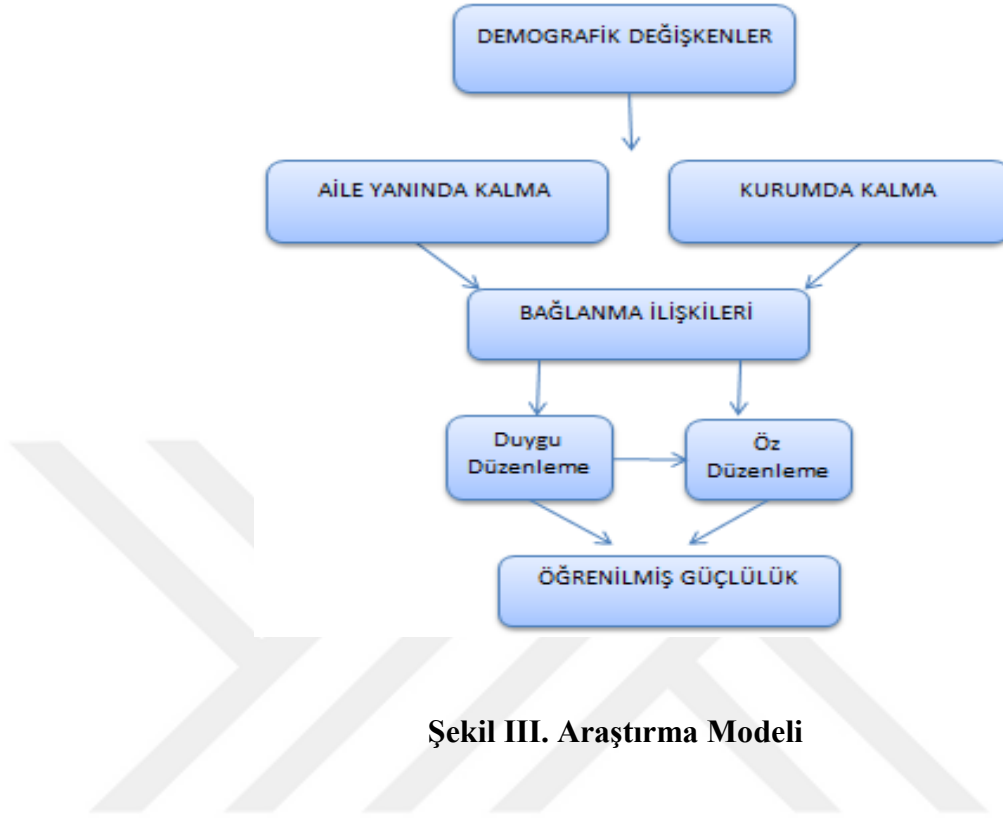 DEMOGRAFİK DEĞİŞKENLER
AİLE YANINDA KALMA
KURUMDA KALMA
BAĞLANMA İLİŞKİLERİ
Duygu
Düzenleme
Öz
Düzenleme
ÖĞRENİLMİŞ GÜÇLÜLÜK
Şekil III. Araştırma Modeli